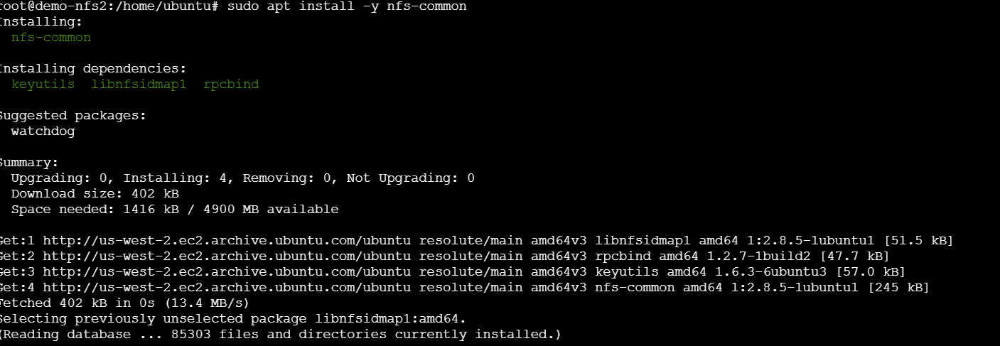 root@demo-nfs2:/home/ubuntu# sudo apt install -y nfs-common
Installing:
nfs-common
Installing dependencies:
keyutils libnfsidmap1 rpcbind
Suggested packages:
watchdog
Summary:
Upgrading: 0, Installing: 4, Removing: 0, Not Upgrading: 0
Download size: 402 kB
Space needed: 1416 kB / 4900 MB available
Get:1 http://us-west-2.ec2.archive.ubuntu.com/ubuntu resolute/main amd64v3 libnfsidmap1 amd64 1:2.8.5-1ubuntu1 [51.5 kB]
Get:2 http://us-west-2.ec2.archive.ubuntu.com/ubuntu resolute/main amd64v3 rpcbind amd64 1.2.7-1build2 [47.7 kB]
Get:3 http://us-west-2.ec2.archive.ubuntu.com/ubuntu resolute/main amd64v3 keyutils amd64 1.6.3-6ubuntu3 [57.0 kB]
Get:4 http://us-west-2.ec2.archive.ubuntu.com/ubuntu resolute/main amd64v3 nfs-common amd64 1:2.8.5-1ubuntu1 [245 kB]
Fetched 402 kB in 0s (13.4 MB/s)
Selecting previously unselected package libnfsidmap1:amd64.
(Reading database ... 85303 files and directories currently installed.)